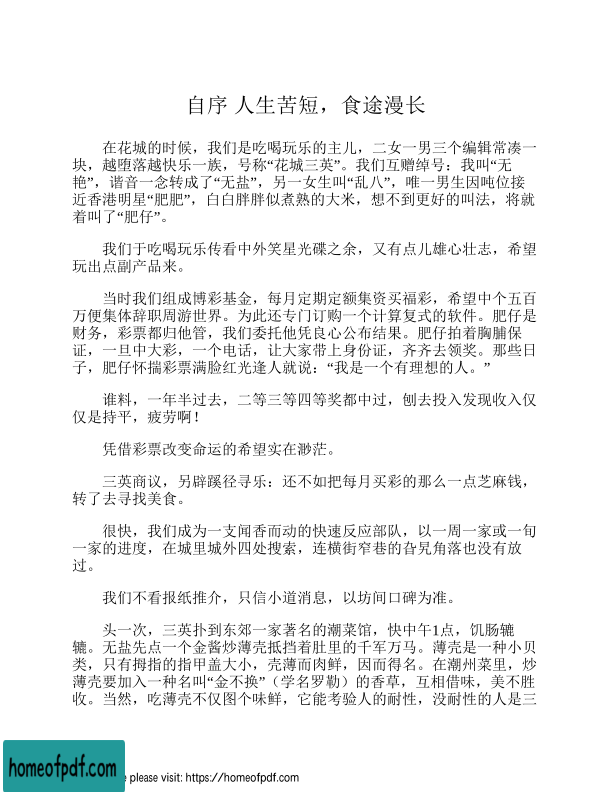 自序 人生苦短，食途漫长
在花城的时候，我们是吃喝玩乐的主儿，二女一男三个编辑常凑一
块，越堕落越快乐一族，号称“花城三英”。我们互赠绰号：我叫“无
艳”，谐音一念转成了“无盐”，另一女生叫“乱八”，唯一男生因吨位接
近香港明星“肥肥”，白白胖胖似煮熟的大米，想不到更好的叫法，将就
着叫了“肥仔”。
我们于吃喝玩乐传看中外笑星光碟之余，又有点儿雄心壮志，希望
玩出点副产品来。
当时我们组成博彩基金，每月定期定额集资买福彩，希望中个五百
万便集体辞职周游世界。为此还专门订购一个计算复式的软件。肥仔是
财务，彩票都归他管，我们委托他凭良心公布结果。肥仔拍着胸脯保
证，一旦中大彩，一个电话，让大家带上身份证，齐齐去领奖。那些日
子，肥仔怀揣彩票满脸红光逢人就说：“我是一个有理想的人。”
谁料，一年半过去，二等三等四等奖都中过，刨去投入发现收入仅
仅是持平，疲劳啊！
凭借彩票改变命运的希望实在渺茫。
三英商议，另辟蹊径寻乐：还不如把每月买彩的那么一点芝麻钱，
转了去寻找美食。
很快，我们成为一支闻香而动的快速反应部队，以一周一家或一旬
一家的进度，在城里城外四处搜索，连横街窄巷的旮旯角落也没有放
过。
我们不看报纸推介，只信小道消息，以坊间口碑为准。
头一次，三英扑到东郊一家著名的潮菜馆，快中午1点，饥肠辘
辘。无盐先点一个金酱炒薄壳抵挡着肚里的千军万马。薄壳是一种小贝
类，只有拇指的指甲盖大小，壳薄而肉鲜，因而得名。在潮州菜里，炒
薄壳要加入一种名叫“金不换”（学名罗勒）的香草，互相借味，美不胜
收。当然，吃薄壳不仅图个味鲜，它能考验人的耐性，没耐性的人是三
homeofpdf.com
e please visit: https://homeofpdf.com